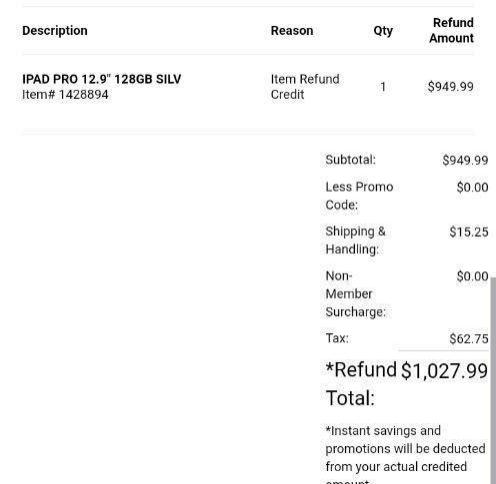 Description Reason Qty Refund Amount
IPAD PRO 12.9" 128GB SILV Item Refund
Item# 1428894 Credit 1 $949.99
Subtotal: $949.99
Less Promo $0.00
Code:
Shipping & $15.25
Handling:
Non- $0.00
Member
Surcharge:
Tax: $62.75
*Refund $1,027.99
Total:
*Instant savings and
promotions will be deducted
from your actual credited